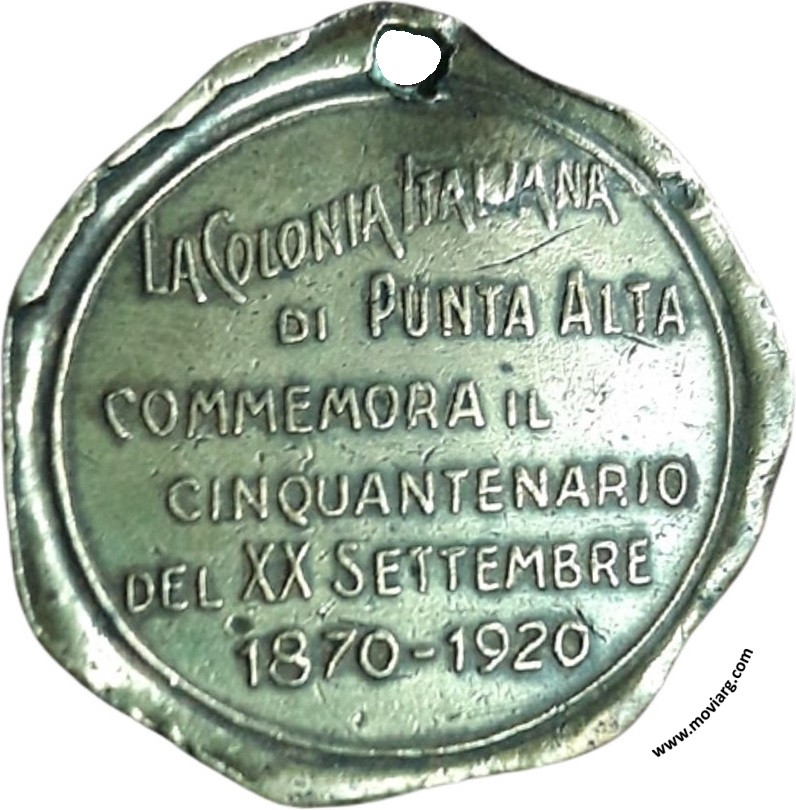 LA COLONIA ITALIANA
DI PUNTA ALTA
COMMEMORA IL
CINQUANTENARIO
DEL XX SETTEMBRE
1870-1920
www.moviarg.com